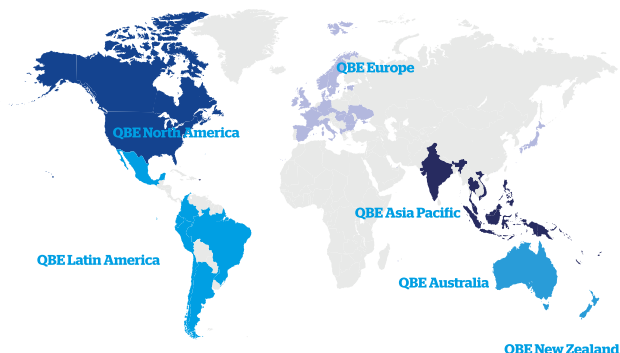 QBE Europe
QBE North America
QBE Asia Pacific
QBE Latin America
QBE Australia
QBE New Zealand